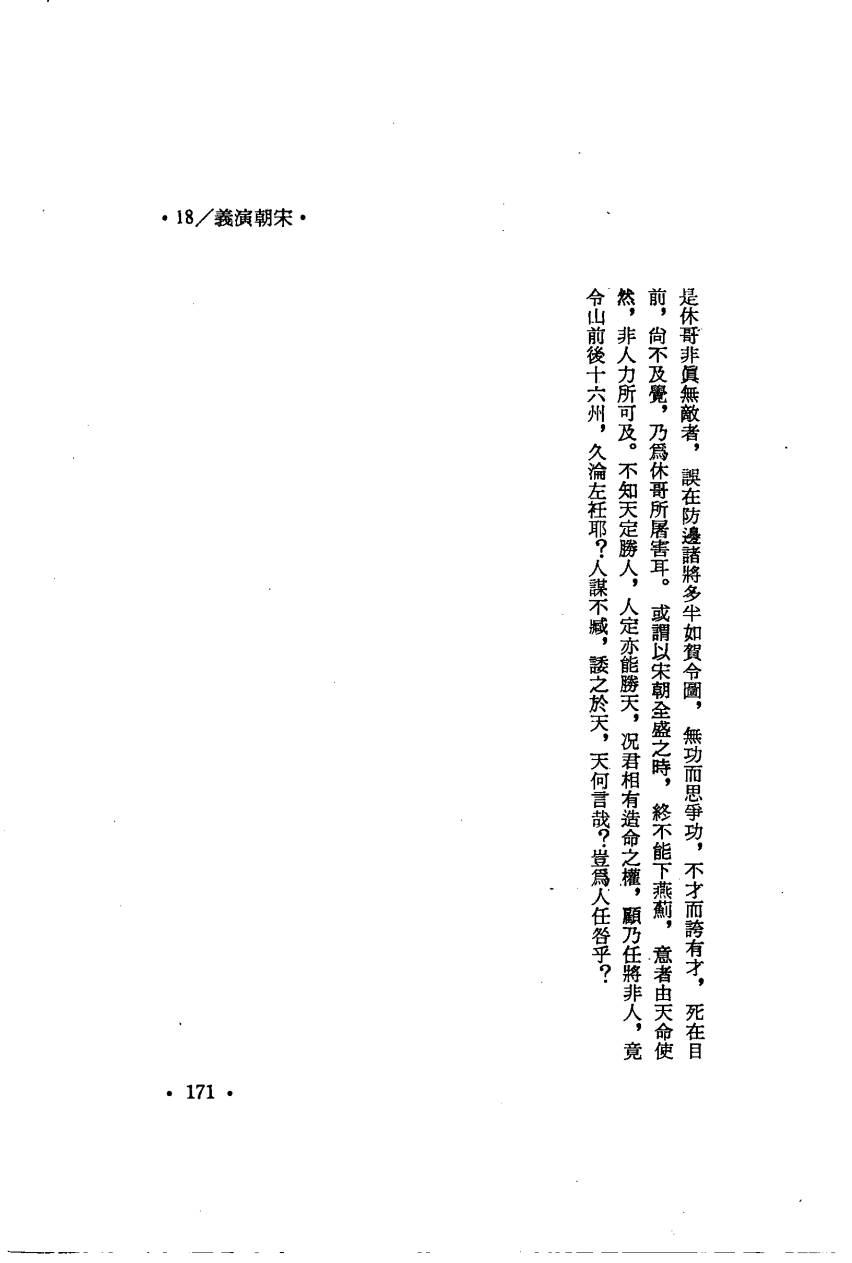 •18／義演朝宋•
是休哥非眞無敵者，誤在防邊諸將多半如賀令圖，無功而思爭功，不才而誇有才，死在目
前，尙不及覺，乃爲休哥所屠害耳。或謂以宋朝全盛之時，終不能下燕薊，意者由天命使
然，非人力所可及。不知天定勝人，人定亦能勝天，况君相有造命之權，顧乃任將非人，竟
令山前後十六州，久淪左衽耶？人謀不臧，諉之於天，天何言哉？豈爲人任咎乎？
• 171 •